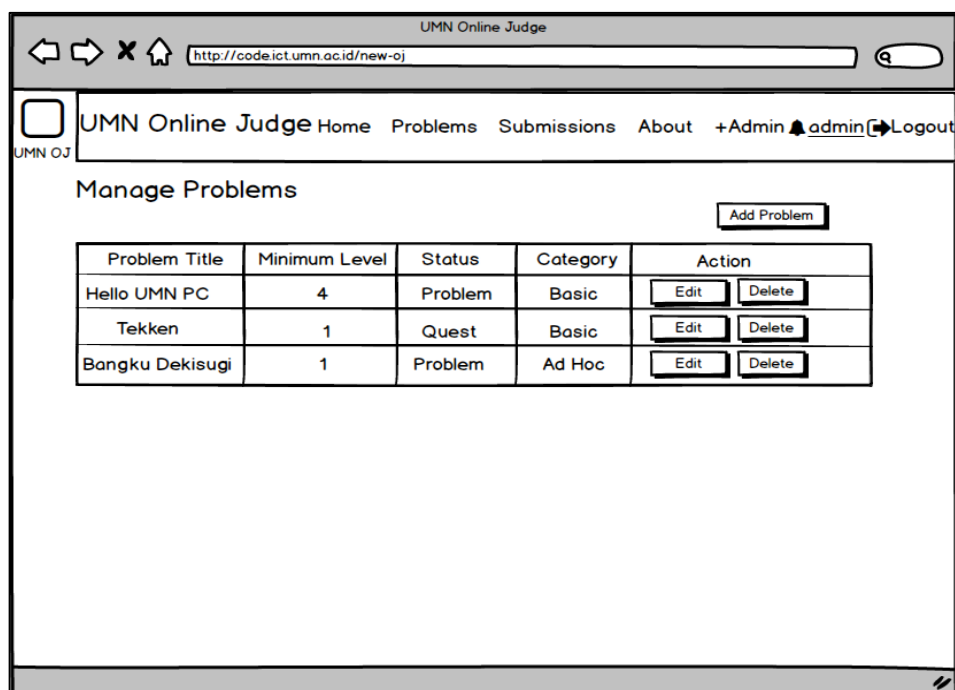 UMN Online Judge
http://code.ict.umn.ac.id/new-oj
UMN Online Judge Home Problems Submissions About +Admin admin Logout
UMN OJ
Manage Problems
Add Problem
Problem Title Minimum Level Status Category Action
Hello UMN PC 4 Problem Basic Edit Delete
Tekken 1 Quest Basic Edit Delete
Bangku Dekisugi 1 Problem Ad Hoc Edit Delete